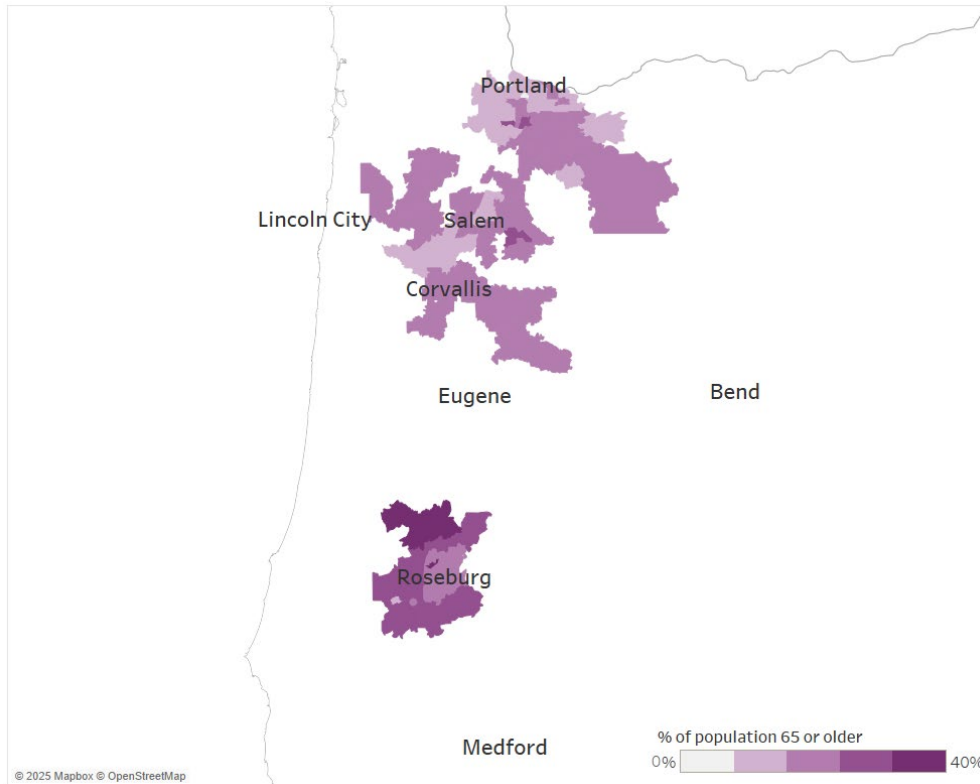 Portland
Lincoln City
Salem
Corvallis
Eugene
Bend
Roseburg
Medford
% of population 65 or older
0%
40%
© 2025 Mapbox © OpenStreetMap